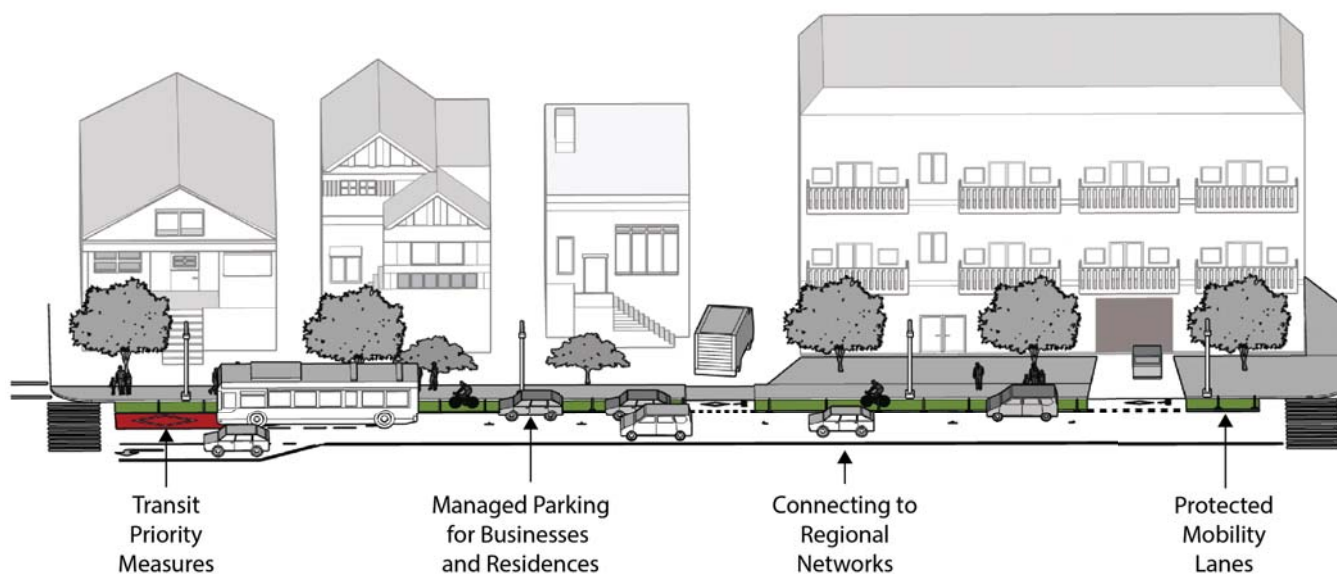 Transit
Priority
Measures
Managed Parking
for Businesses
and Residences
Connecting to
Regional
Networks
Protected
Mobility
Lanes